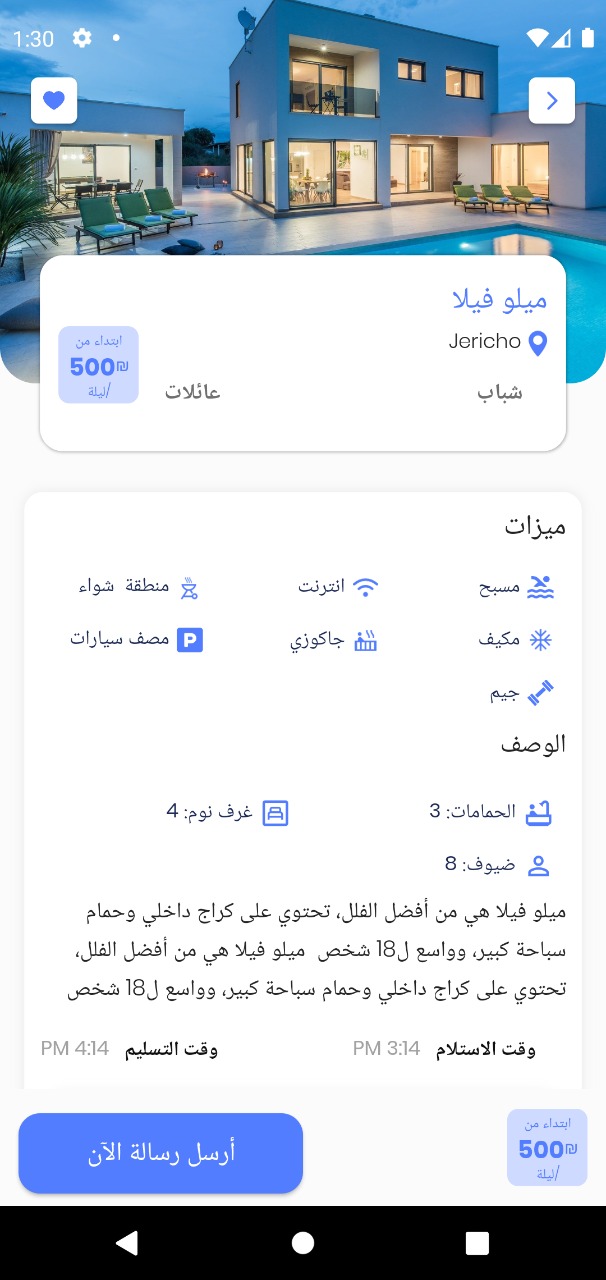 1:30
ميلو فيلا
Jericho
ابتداء من
₪500
/ليلة
شباب
عائلات
ميزات
مسبح
انترنت
منطقة شواء
مكيف
جاكوزي
P
مصف سيارات
جيم
الوصف
الحمامات: 3
غرف نوم: 4
ضيوف: 8
ميلو فيلا هي من أفضل الفلل، تحتوي على كراج داخلي وحمام
سباحة كبير، وواسع ل18 شخص ميلو فيلا هي من أفضل الفلل،
تحتوي على كراج داخلي وحمام سباحة كبير، وواسع ل18 شخص
وقت الاستلام 3:14 PM
وقت التسليم 4:14 PM
ابتداء من
₪500
/ليلة
أرسل رسالة الآن